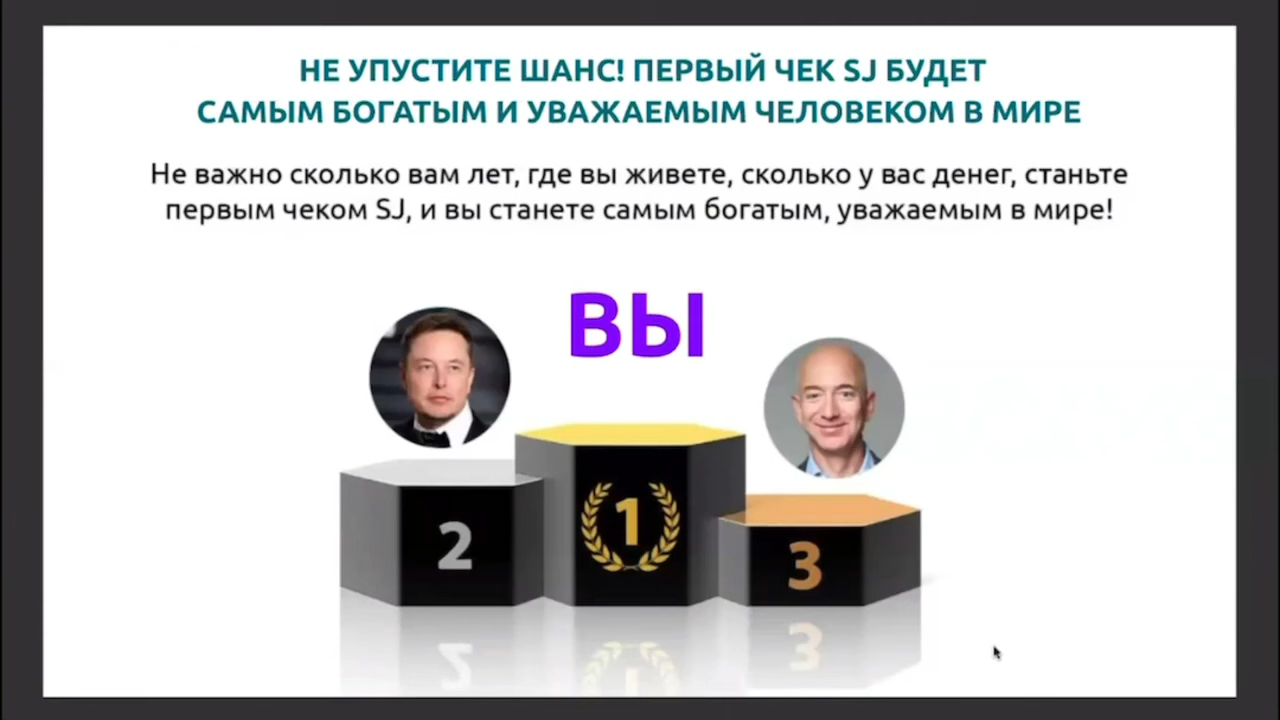 НЕ УПУСТИТЕ ШАНС! ПЕРВЫЙ ЧЕК SJ БУДЕТ
САМЫМ БОГАТЫМ И УВАЖАЕМЫМ ЧЕЛОВЕКОМ В МИРЕ
Не важно сколько вам лет, где вы живете, сколько у вас денег, станьте
первым чеком SJ, и вы станете самым богатым, уважаемым в мире!
ВЫ
2
1
3